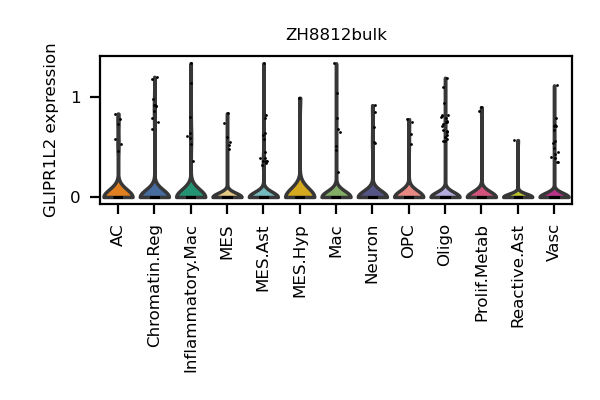 ZH8812bulk
GLIPR1L2 expression
1
0
AC
Chromatin.Reg
Inflammatory.Mac
MES
MES.Ast
MES.Hyp
Mac
Neuron
OPC
Oligo
Prolif.Metab
Reactive.Ast
Vasc